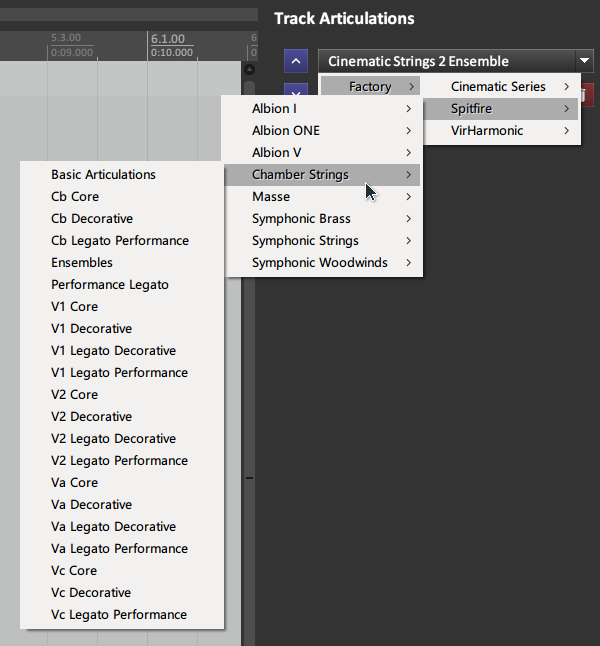 Track Articulations
5.3.00
0:09.000
6.1.00
0:10.000
6
0
Cinematic Strings 2 Ensemble
Factory
Cinematic Series
Spitfire
VirHarmonic
Albion I
Albion ONE
Albion V
Chamber Strings
Masse
Symphonic Brass
Symphonic Strings
Symphonic Woodwinds
Basic Articulations
Cb Core
Cb Decorative
Cb Legato Performance
Ensembles
Performance Legato
V1 Core
V1 Decorative
V1 Legato Decorative
V1 Legato Performance
V2 Core
V2 Decorative
V2 Legato Decorative
V2 Legato Performance
Va Core
Va Decorative
Va Legato Decorative
Va Legato Performance
Vc Core
Vc Decorative
Vc Legato Performance